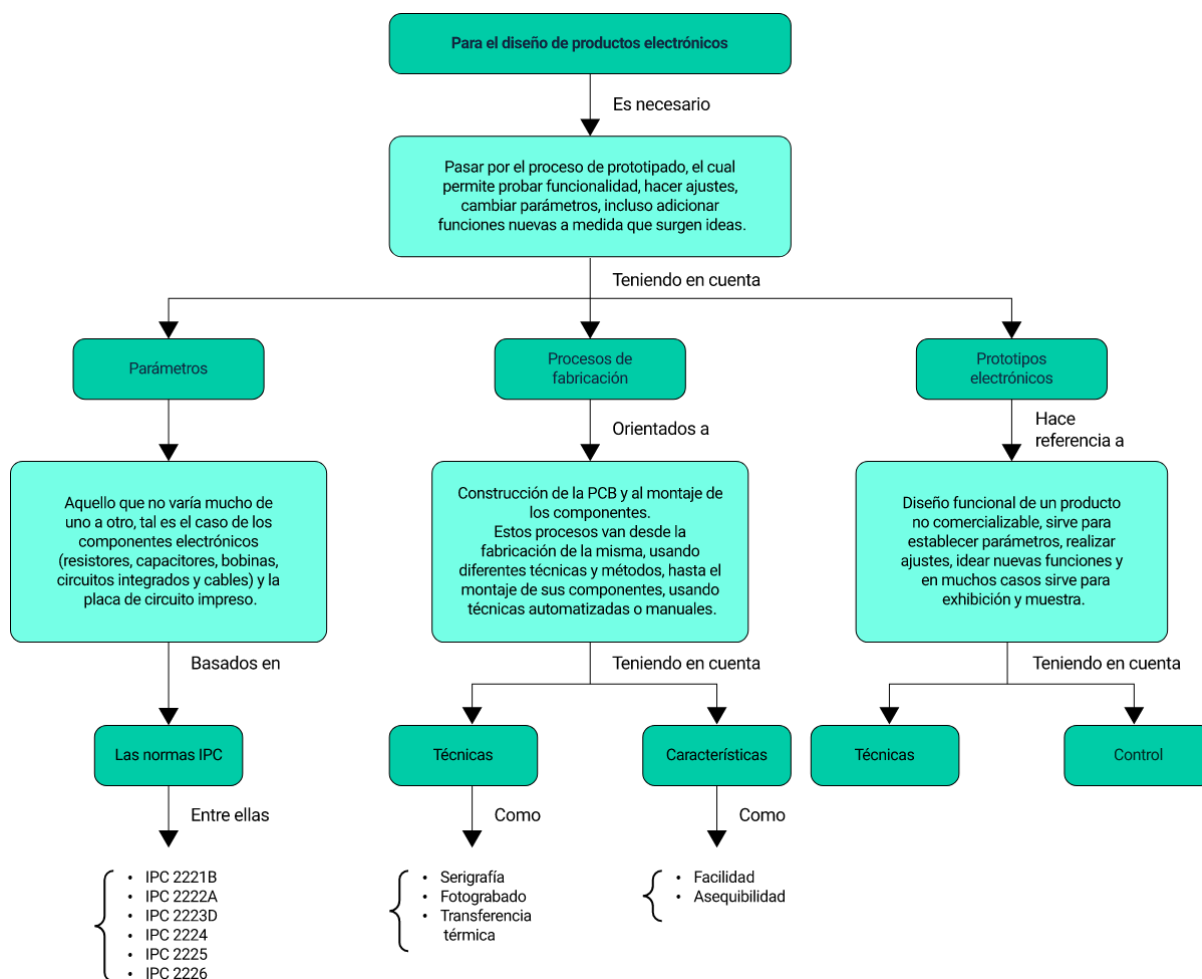 Para el diseño de productos electrónicos
Es necesario
Pasar por el proceso de prototipado, el cual
permite probar funcionalidad, hacer ajustes,
cambiar parámetros, incluso adicionar
funciones nuevas a medida que surgen ideas.
Teniendo en cuenta
Parámetros
Aquello que no varía mucho de
uno a otro, tal es el caso de los
componentes electrónicos
(resistores, capacitores, bobinas,
circuitos integrados y cables) y la
placa de circuito impreso.
Basados en
Las normas IPC
Entre ellas
• IPC 2221B
• IPC 2222A
• IPC 2223D
• IPC 2224
• IPC 2225
• IPC 2226
Procesos de
fabricación
Orientados a
Construcción de la PCB y al montaje de
los componentes.
Estos procesos van desde la
fabricación de la misma, usando
diferentes técnicas y métodos, hasta el
montaje de sus componentes, usando
técnicas automatizadas o manuales.
Teniendo en cuenta
Técnicas
Como
• Serigrafía
• Fotograbado
• Transferencia
térmica
Característícas
Como
• Facilidad
• Asequibilidad
Prototipos
electrónicos
Hace
referencia a
Diseño funcional de un producto
no comercializable, sirve para
establecer parámetros, realizar
ajustes, idear nuevas funciones y
en muchos casos sirve para
exhibición y muestra.
Teniendo en cuenta
Técnicas
Control